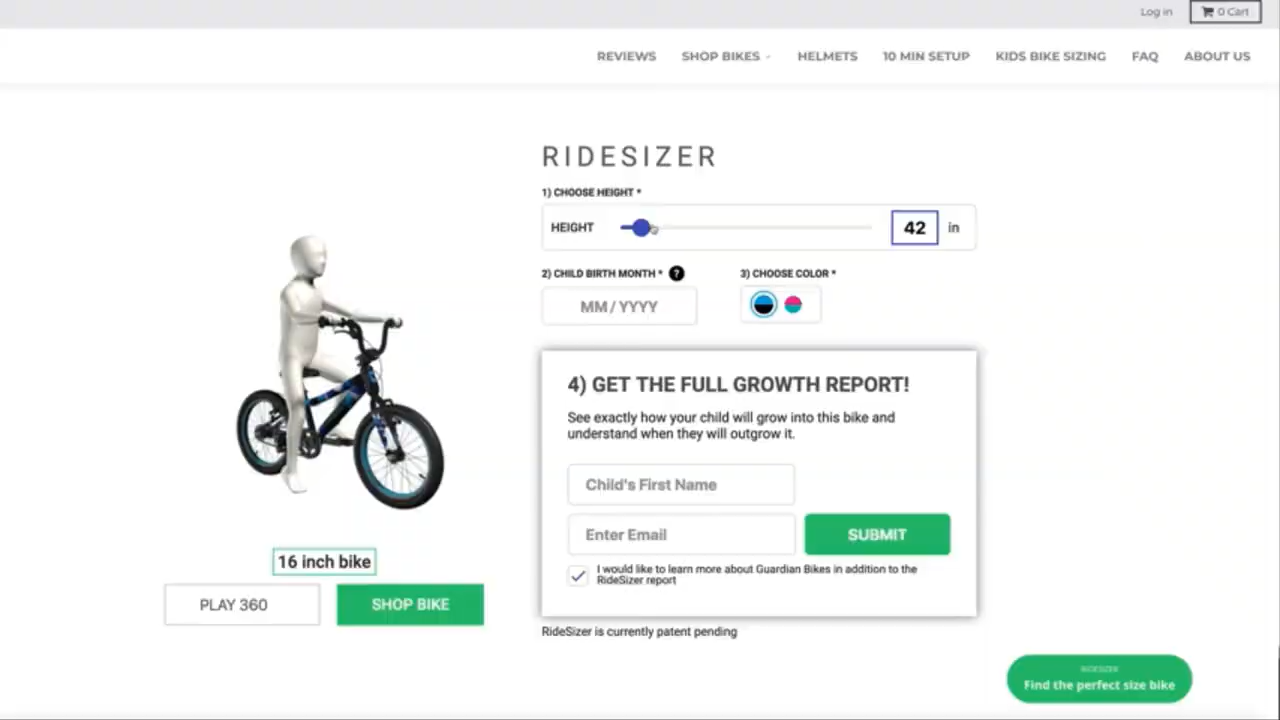 Log in
0 Cart
REVIEWS
SHOP BIKES
HELMETS
10 MIN SETUP
KIDS BIKE SIZING
FAQ
ABOUT US
RIDESIZER
1) CHOOSE HEIGHT *
HEIGHT
42
in
2) CHILD BIRTH MONTH *
?
3) CHOOSE COLOR *
MM / YYYY
4) GET THE FULL GROWTH REPORT!
See exactly how your child will grow into this bike and
understand when they will outgrow it.
Child's First Name
Enter Email
SUBMIT
I would like to learn more about Guardian Bikes in addition to the
RideSizer report
16 inch bike
PLAY 360
SHOP BIKE
RideSizer is currently patent pending
RIDESIZER
Find the perfect size bike